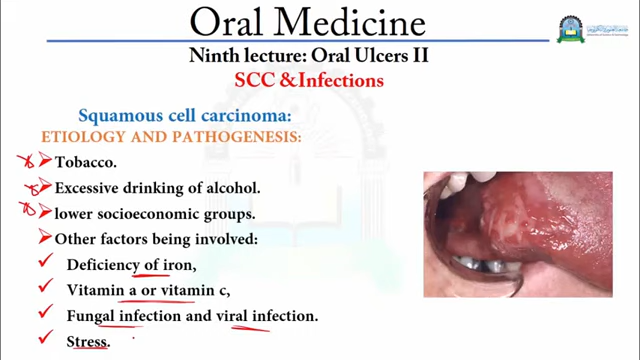 Oral Medicine
Ninth lecture: Oral Ulcers II
SCC &Infections
Squamous cell carcinoma:
ETIOLOGY AND PATHOGENESIS:
Tobacco.
Excessive drinking of alcohol.
lower socioeconomic groups.
Other factors being involved:
Deficiency of iron,
Vitamin a or vitamin c,
Fungal infection and viral infection.
Stress.